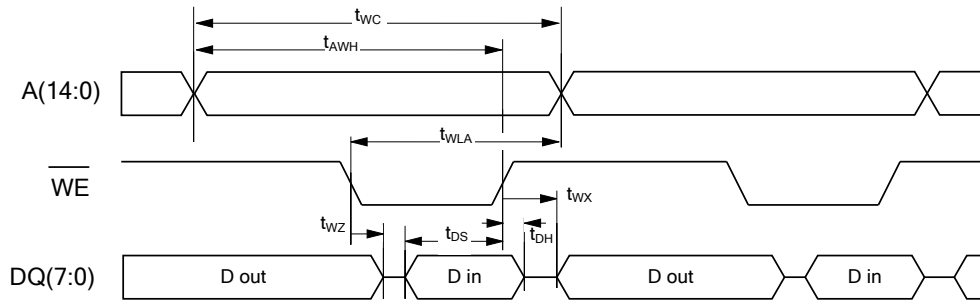 tWC
tAWH
A(14:0)
tWLA
WE
tWX
tWZ
tDS
tDH
DQ(7:0)
D out
D in
D out
D in